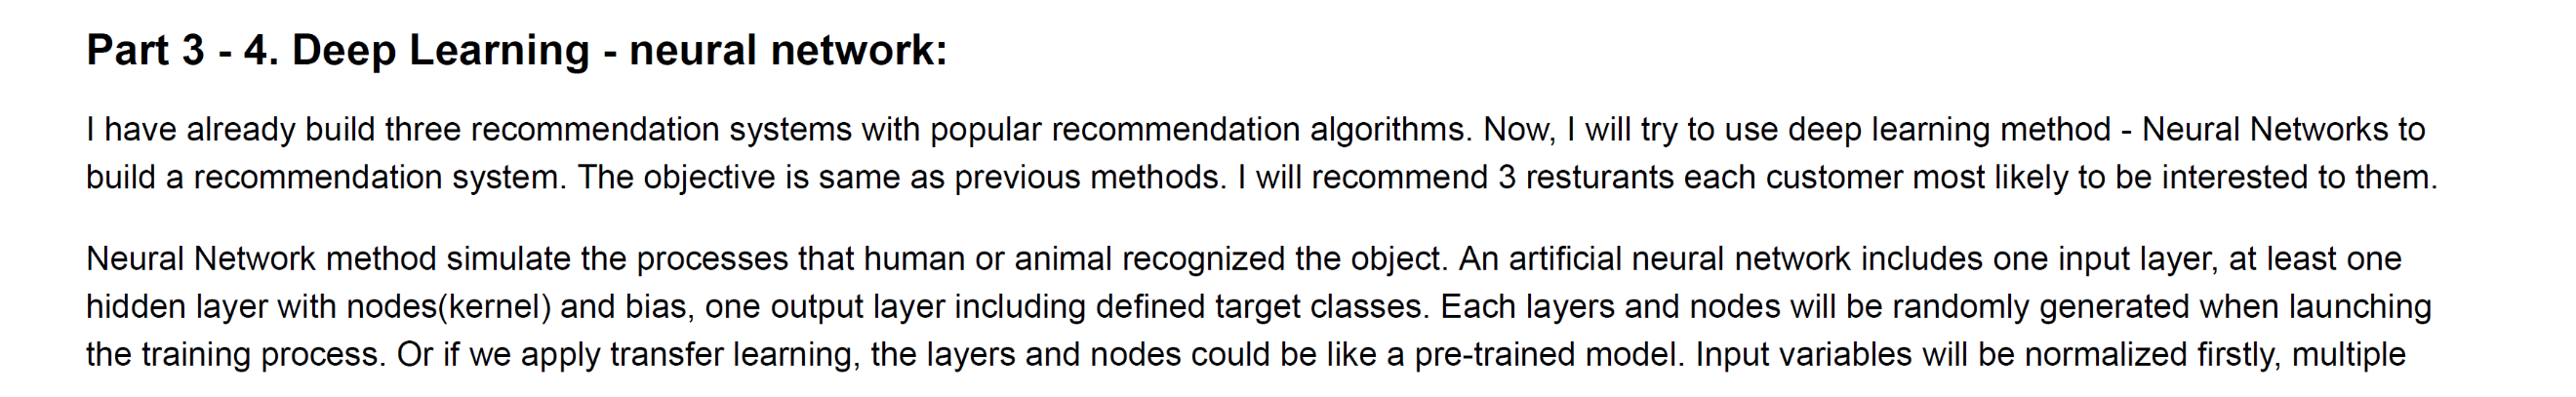 Part 3 - 4. Deep Learning - neural network:
I have already build three recommendation systems with popular recommendation algorithms. Now, I will try to use deep learning method - Neural Networks to
build a recommendation system. The objective is same as previous methods. I will recommend 3 resturants each customer most likely to be interested to them.
Neural Network method simulate the processes that human or animal recognized the object. An artificial neural network includes one input layer, at least one
hidden layer with nodes(kernel) and bias, one output layer including defined target classes. Each layers and nodes will be randomly generated when launching
the training process. Or if we apply transfer learning, the layers and nodes could be like a pre-trained model. Input variables will be normalized firstly, multiple